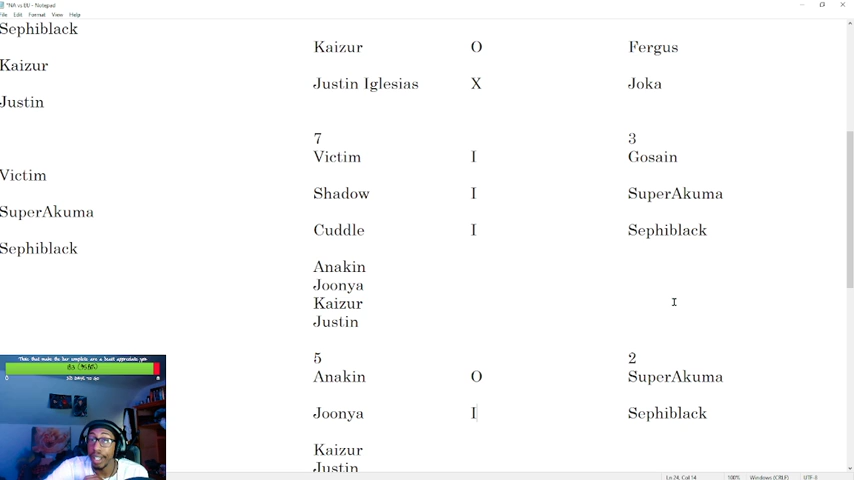 *NA vs EU - Notepad
File Edit Format View Help
Sephiblack
Kaizur O Fergus
Kaizur
Justin Iglesias X Joka
Justin
7 3
Victim I Gosain
Victim
Shadow I SuperAkuma
SuperAkuma
Cuddle I Sephiblack
Sephiblack
Anakin
Joonya
Kaizur
Justin
5 2
Anakin O SuperAkuma
Joonya I Sephiblack
Kaizur
Justin
Ln 24, Col 14 100% Windows (CRLF) UTF-8